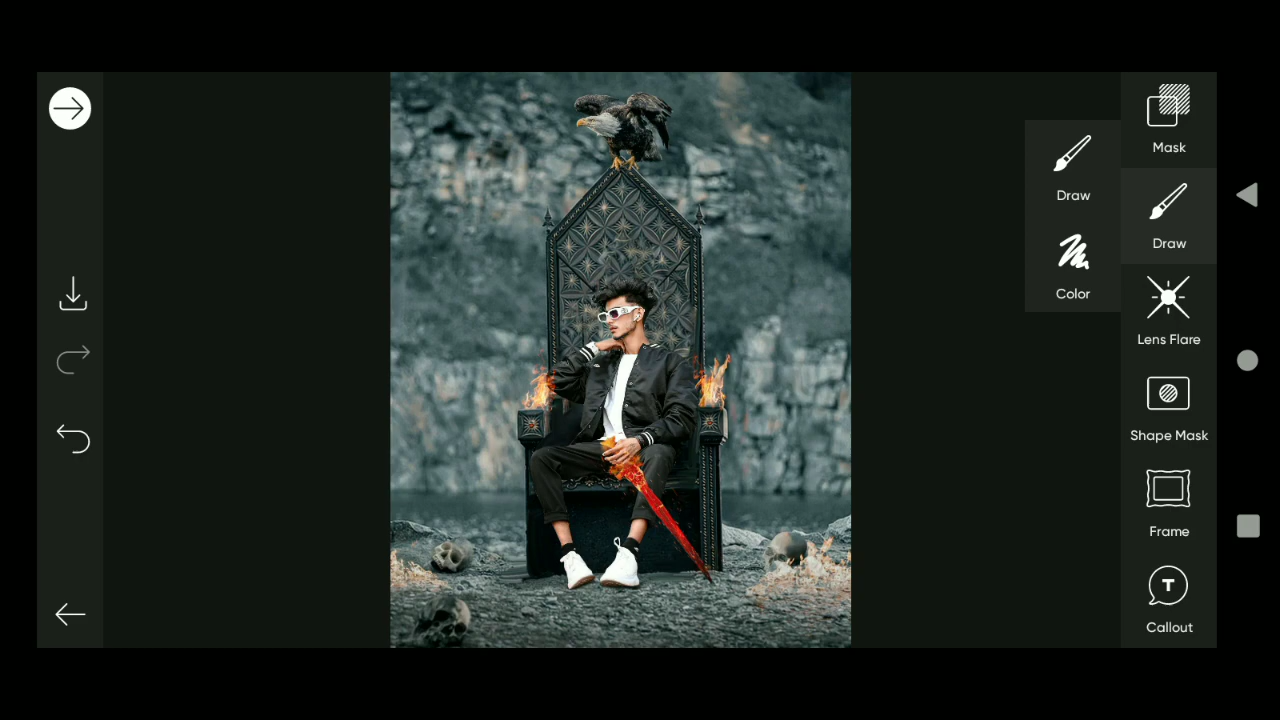 Mask
Draw
Draw
Color
Lens Flare
Shape Mask
Frame
T
Callout